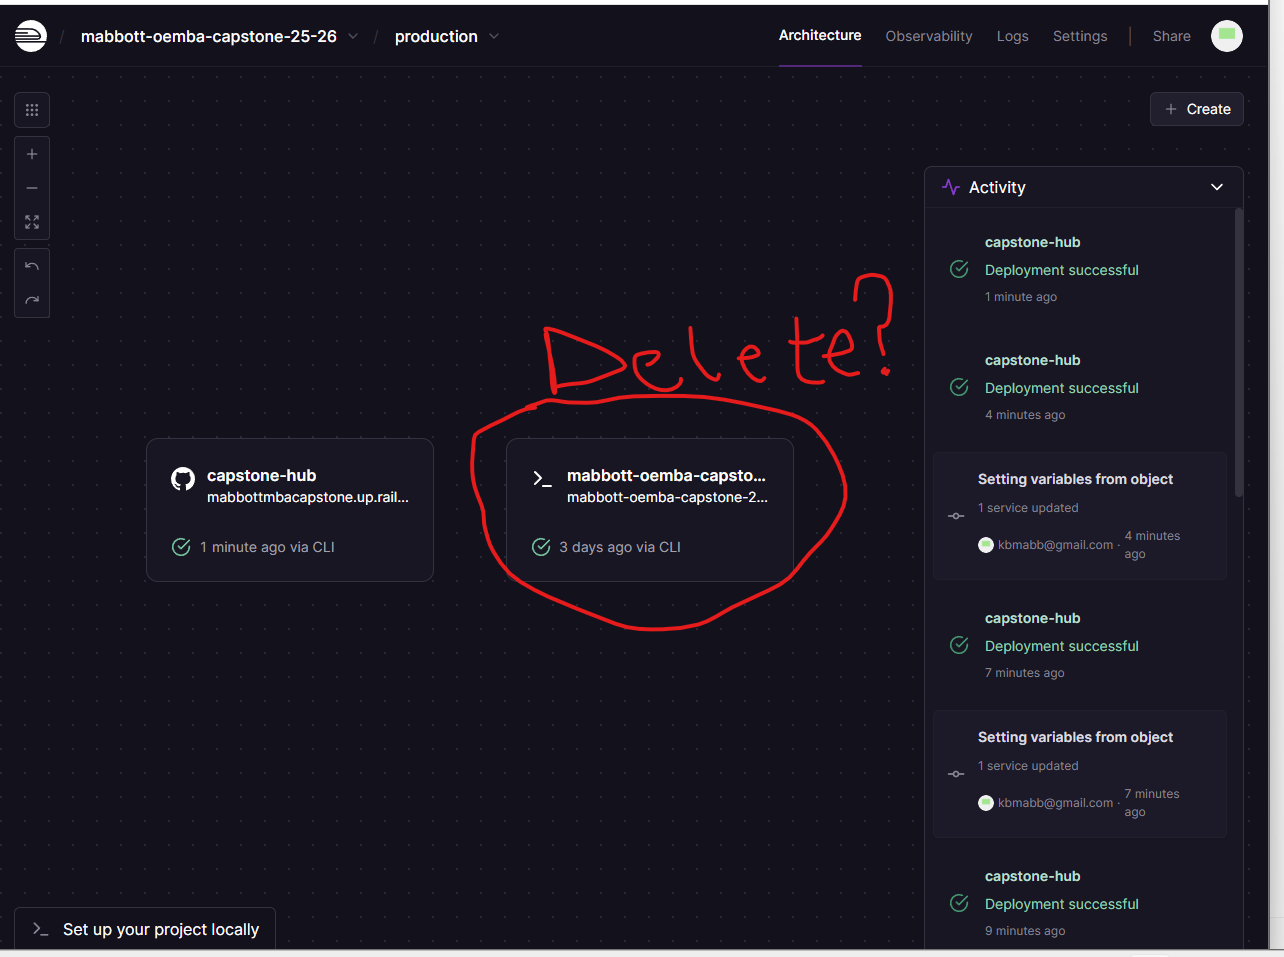 / mabbott-oemba-capstone-25-26 / production
Architecture Observability Logs Settings | Share
+ Create
Activity
capstone-hub
Deployment successful
1 minute ago
capstone-hub
Deployment successful
4 minutes ago
Setting variables from object
1 service updated
kbmabb@gmail.com · 4 minutes
ago
capstone-hub
Deployment successful
7 minutes ago
Setting variables from object
1 service updated
kbmabb@gmail.com · 7 minutes
ago
capstone-hub
Deployment successful
9 minutes ago
Delete?
capstone-hub
mabbottmbacapstone.up.rail...
1 minute ago via CLI
mabbott-oemba-capsto...
mabbott-oemba-capstone-2...
3 days ago via CLI
Set up your project locally